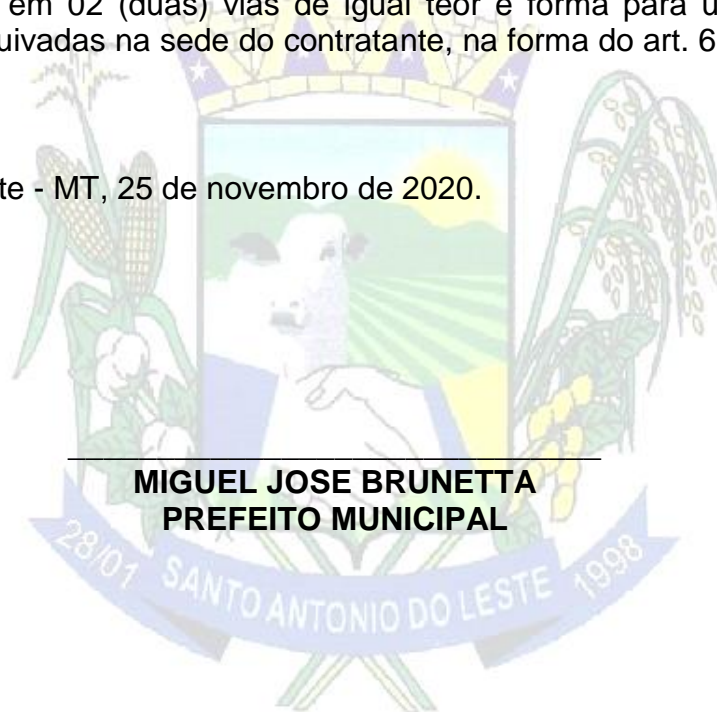 em 02 (duas) vias de igual teor e forma para u
uivadas na sede do contratante, na forma do art. 6
te - MT, 25 de novembro de 2020.
MIGUEL JOSE BRUNETTA
PREFEITO MUNICIPAL
28/01 SANTO ANTONIO DO LESTE 1998